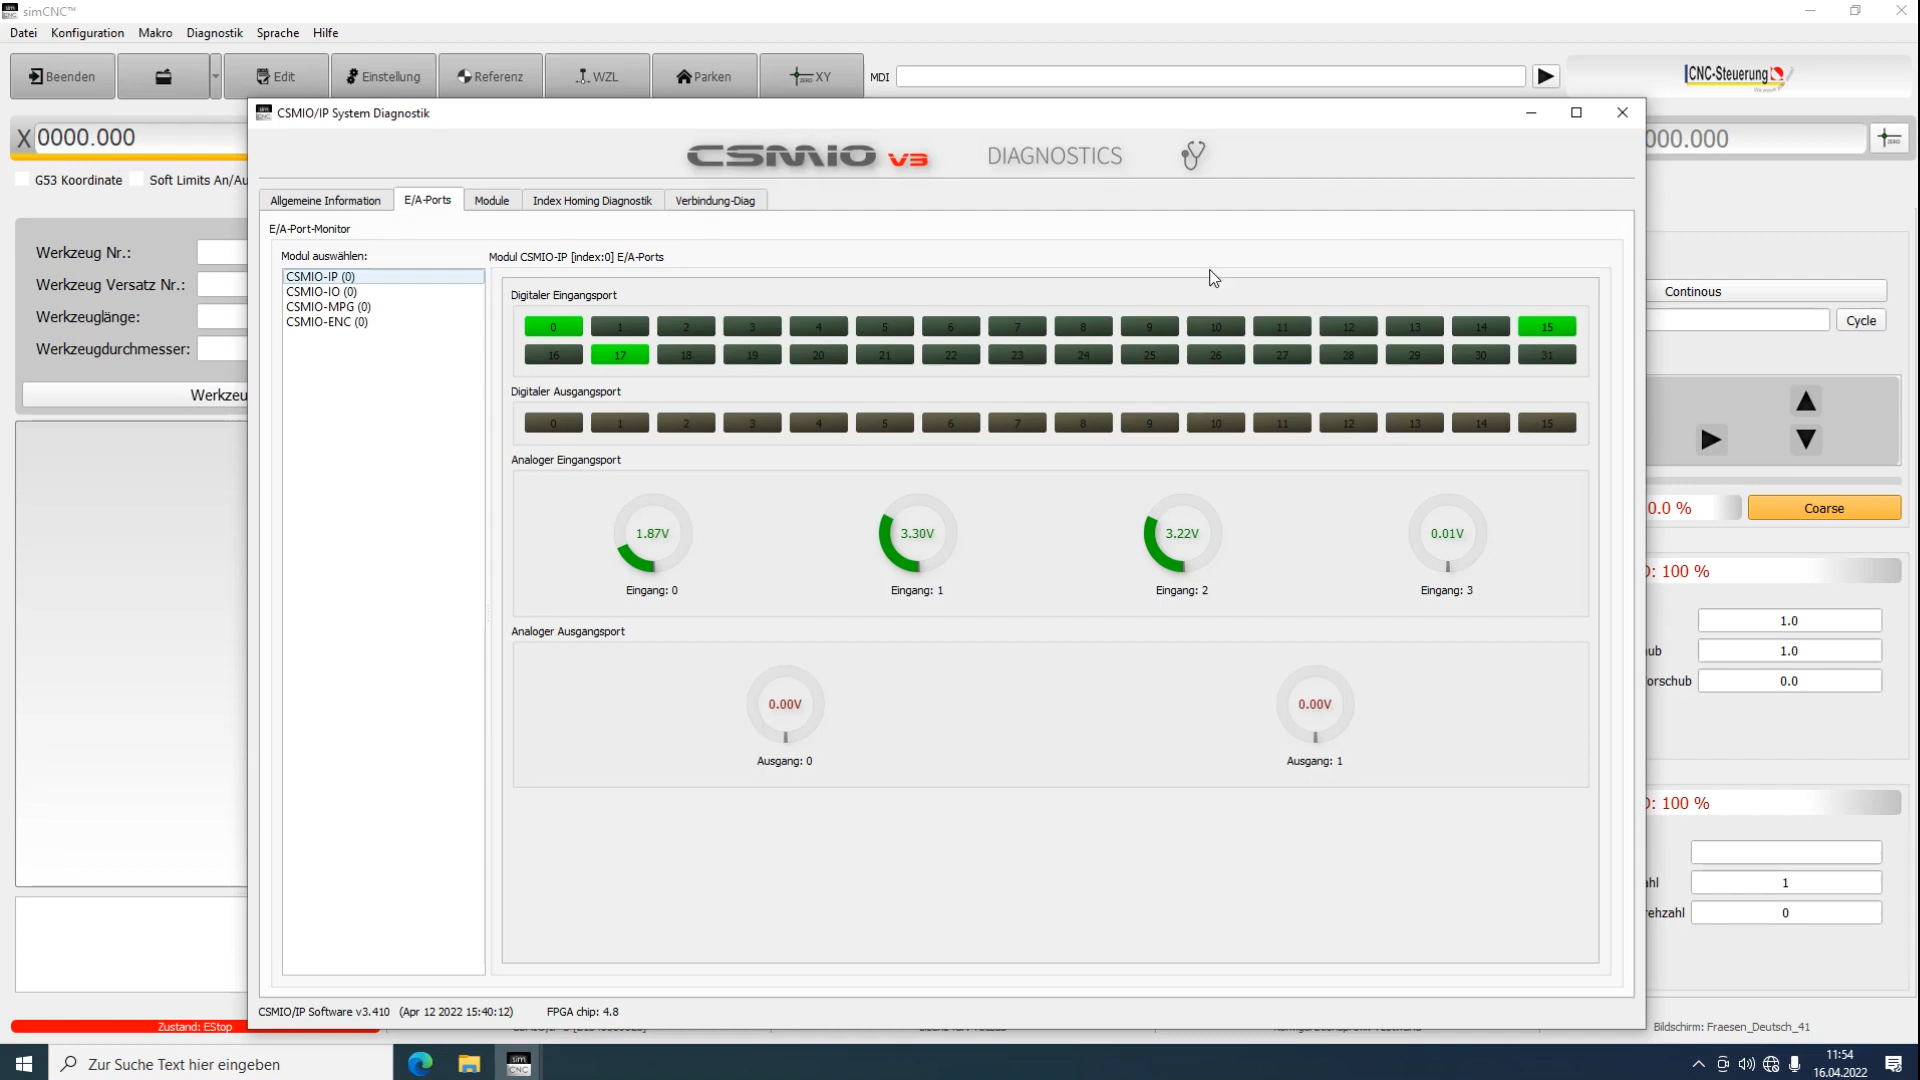 simCNC™
Datei Konfiguration Makro Diagnostik Sprache Hilfe
Beenden Edit Einstellung Referenz WZL Parken XY MDI CNC-Steuerung
CSMIO/IP System Diagnostik
X 0000.000
000.000
CSMIO V3 DIAGNOSTICS
G53 Koordinate Soft Limits An/Au
Allgemeine Information E/A-Ports Module Index Homing Diagnostik Verbindung-Diag
E/A-Port-Monitor
Modul auswählen:
CSMIO-IP (0)
CSMIO-IO (0)
CSMIO-MPG (0)
CSMIO-ENC (0)
Modul CSMIO-IP [index:0] E/A-Ports
Digitaler Eingangsport
0 1 2 3 4 5 6 7 8 9 10 11 12 13 14 15
16 17 18 19 20 21 22 23 24 25 26 27 28 29 30 31
Digitaler Ausgangsport
0 1 2 3 4 5 6 7 8 9 10 11 12 13 14 15
Analoger Eingangsport
1.87V 3.30V 3.22V 0.01V
Eingang: 0 Eingang: 1 Eingang: 2 Eingang: 3
Analoger Ausgangsport
0.00V 0.00V
Ausgang: 0 Ausgang: 1
CSMIO/IP Software v3.410 (Apr 12 2022 15:40:12) FPGA chip: 4.8
Werkzeug Nr.:
Werkzeug Versatz Nr.:
Werkzeuglänge:
Werkzeugdurchmesser:
Werkzeu
Continous
Cycle
0.0 %
Coarse
: 100 %
1.0
ub 1.0
orschub 0.0
: 100 %
ahl 1
ehzahl 0
Zustand: EStop
Bildschirm: Fraesen_Deutsch_41
Zur Suche Text hier eingeben
sim CNC
11:54
16.04.2022